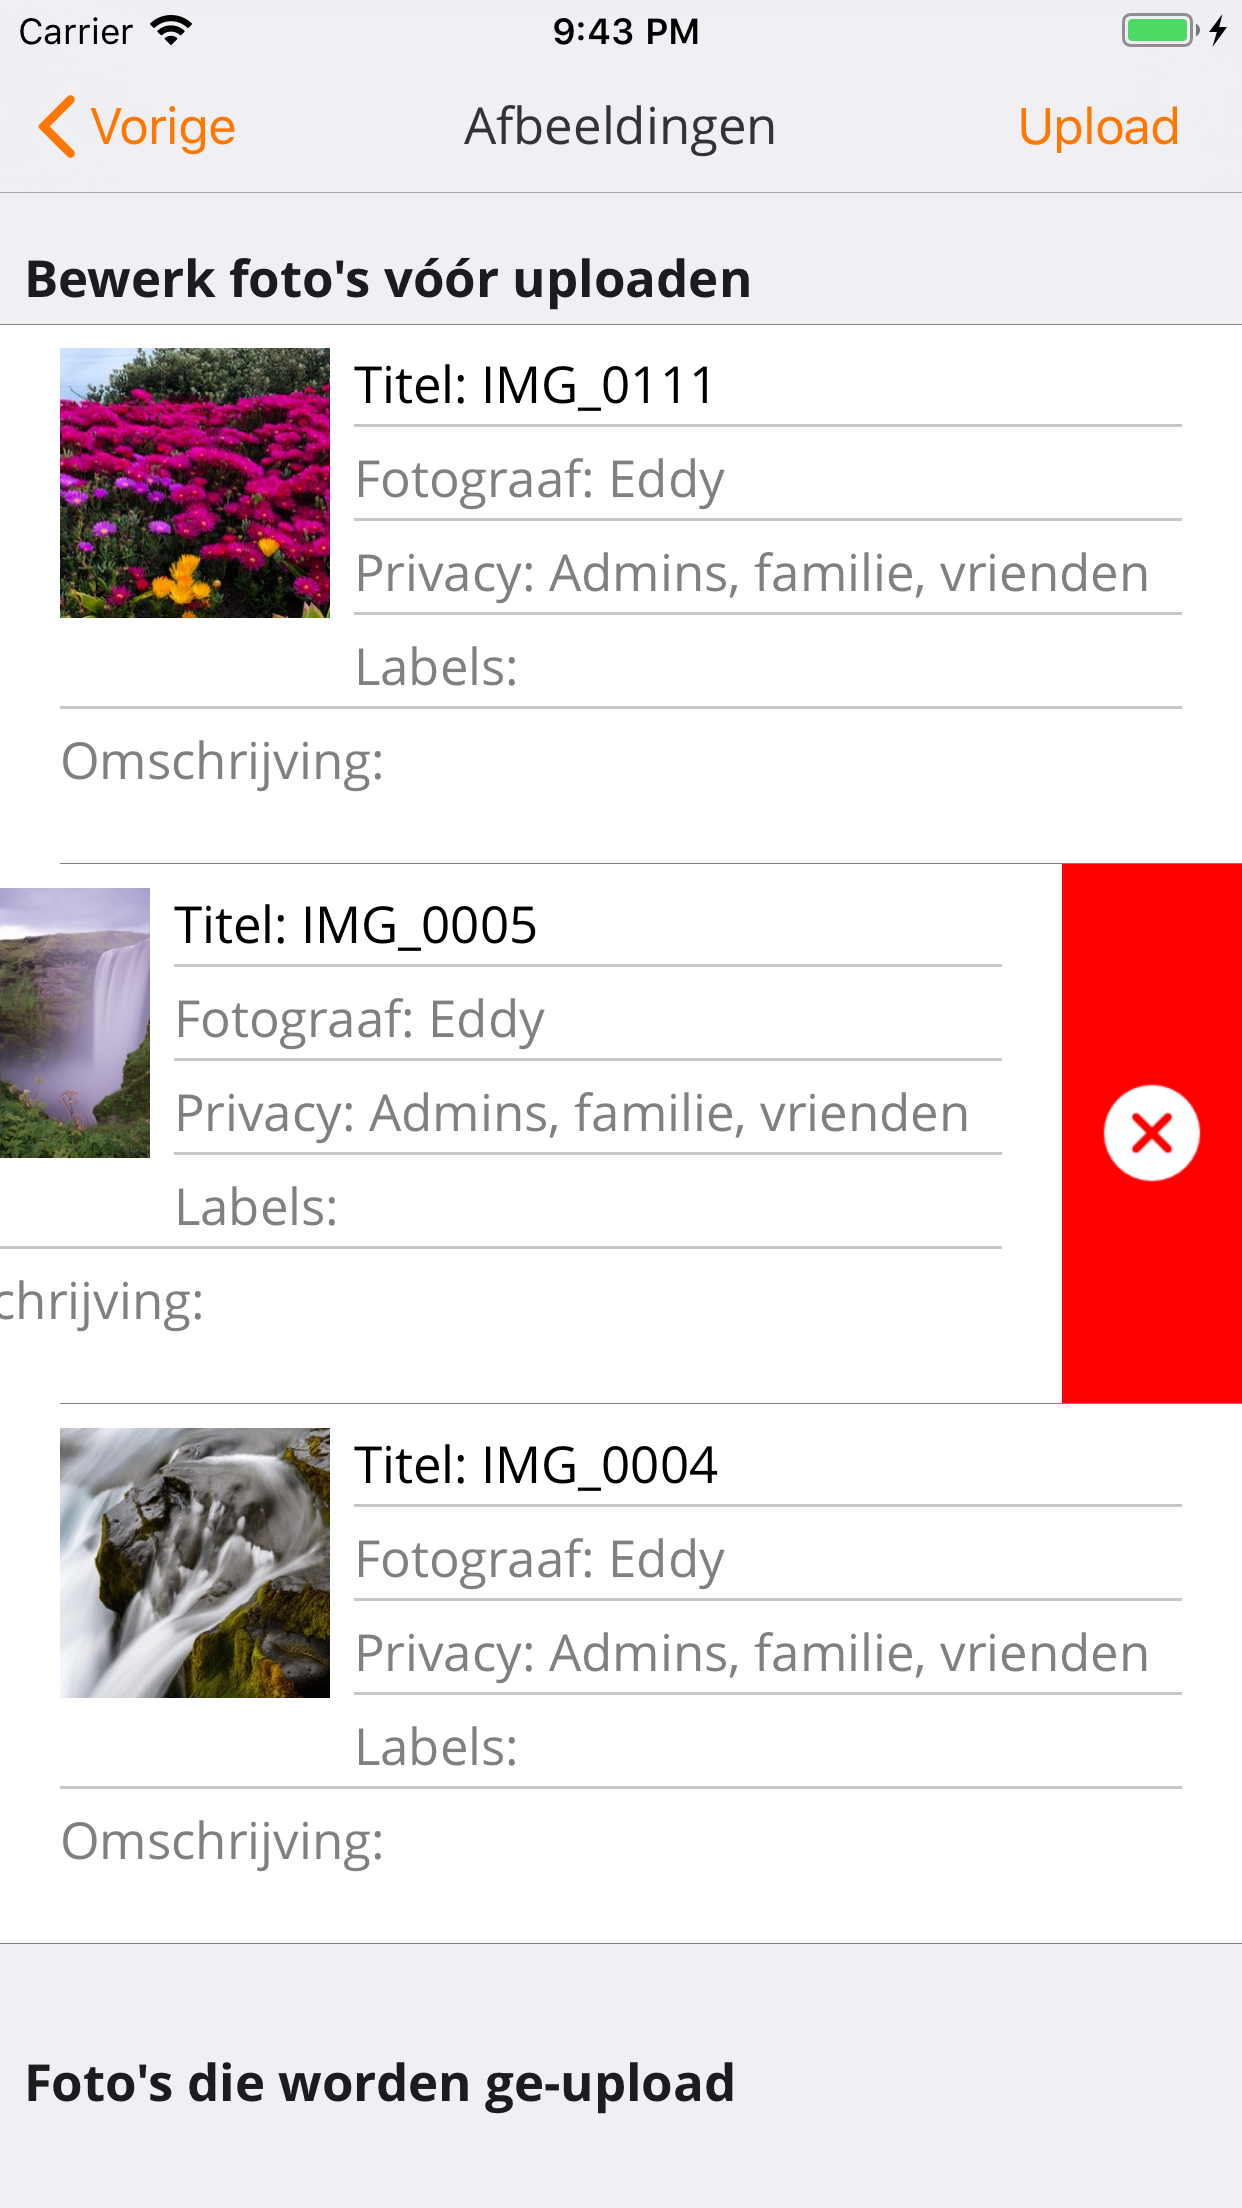 Carrier 9:43 PM
Vorige Afbeeldingen Upload
Bewerk foto's vóór uploaden
Titel: IMG_0111
Fotograaf: Eddy
Privacy: Admins, familie, vrienden
Labels:
Omschrijving:
Titel: IMG_0005
Fotograaf: Eddy
Privacy: Admins, familie, vrienden
Labels:
chrijving:
Titel: IMG_0004
Fotograaf: Eddy
Privacy: Admins, familie, vrienden
Labels:
Omschrijving:
Foto's die worden ge-upload